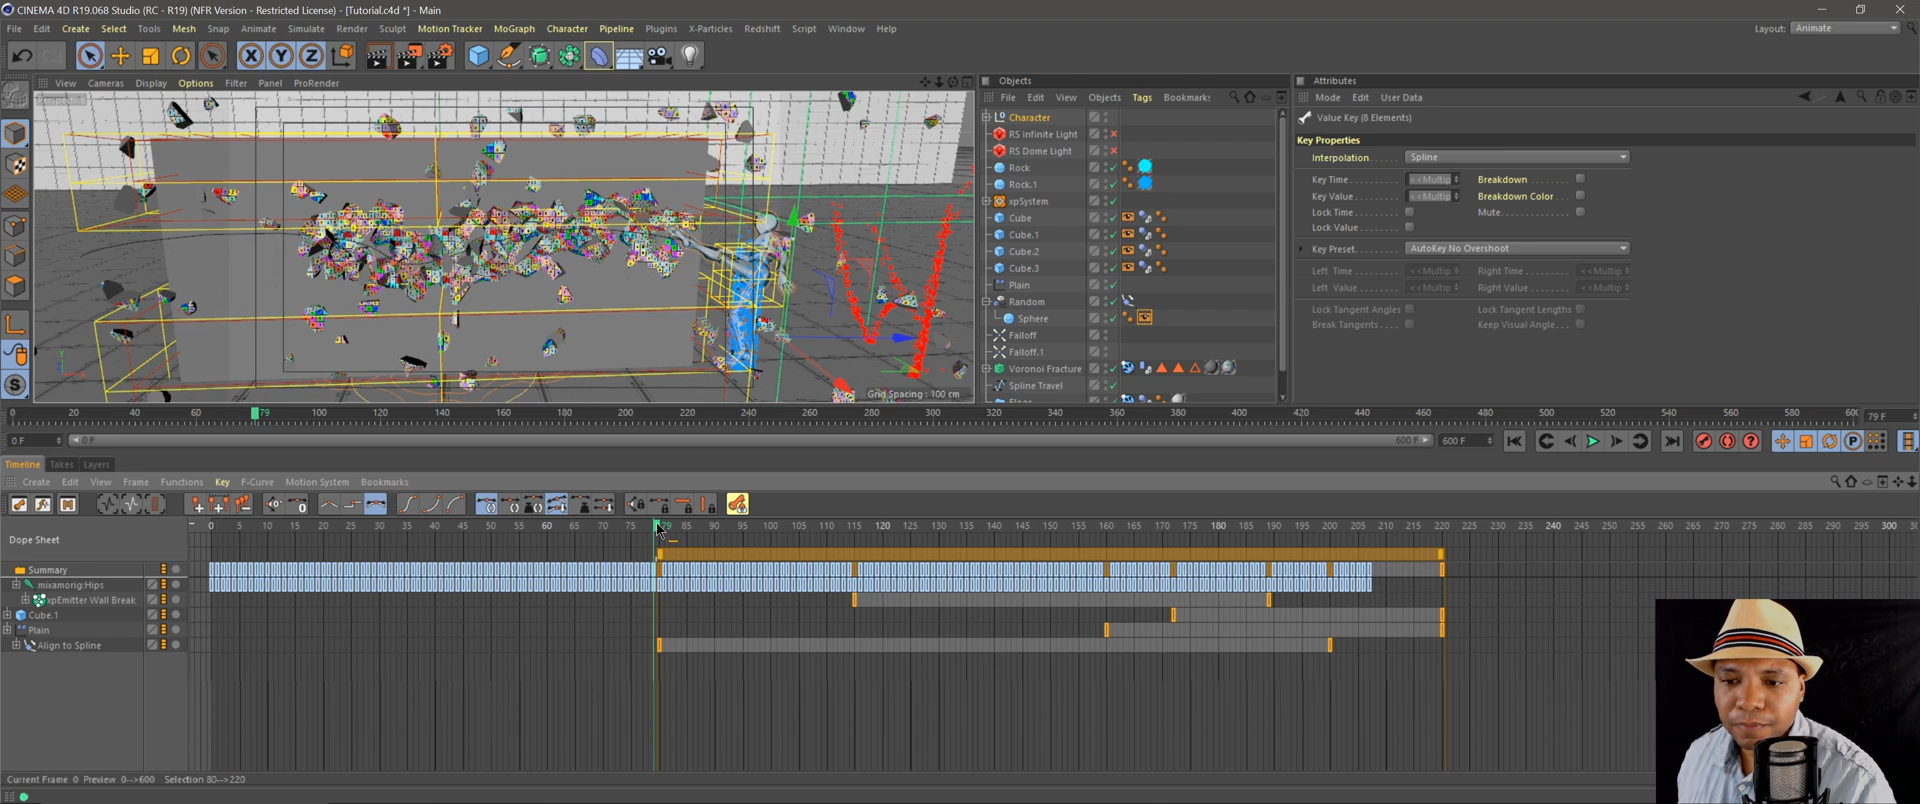 CINEMA 4D R19.068 Studio (RC - R19) (NFR Version - Restricted License) - [Tutorial.c4d *] - Main
File Edit Create Select Tools Mesh Snap Animate Simulate Render Sculpt Motion Tracker MoGraph Character Pipeline Plugins X-Particles Redshift Script Window Help Layout: Animate
View Cameras Display Options Filter Panel ProRender
Objects
File Edit View Objects Tags Bookmarks
Character
RS Infinite Light
RS Dome Light
Rock
Rock.1
xpSystem
Cube
Cube.1
Cube.2
Cube.3
Plain
Random
Sphere
Falloff
Falloff.1
Voronoi Fracture
Spline Travel
Grid Spacing : 100 cm
Attributes
Mode Edit User Data
Value Key (8 Elements)
Key Properties
Interpolation Spline
Key Time <<Multip Breakdown
Key Value <<Multip Breakdown Color
Lock Time Mute
Lock Value
Key Preset AutoKey No Overshoot
Left Time <<Multip Right Time <<Multip
Left Value <<Multip Right Value <<Multip
Lock Tangent Angles Lock Tangent Lengths
Break Tangents Keep Visual Angle
0 20 40 60 79 100 120 140 160 180 200 220 240 260 280 300 320 340 360 380 400 420 440 460 480 500 520 540 560 580 600 79 F
0 F 0 F 600 F 600 F
Timeline Takes Layers
Create Edit View Frame Functions Key F-Curve Motion System Bookmarks
0 5 10 15 20 25 30 35 40 45 50 55 60 65 70 75 79 85 90 95 100 105 110 115 120 125 130 135 140 145 150 155 160 165 170 175 180 185 190 195 200 205 210 215 220 225 230 235 240 245 250 255 260 265 270 275 280 285 290 295 300
Dope Sheet
Summary
mixamorig:Hips
xpEmitter Wall Break
Cube.1
Plain
Align to Spline
Current Frame 0 Preview 0-->600 Selection 80-->220